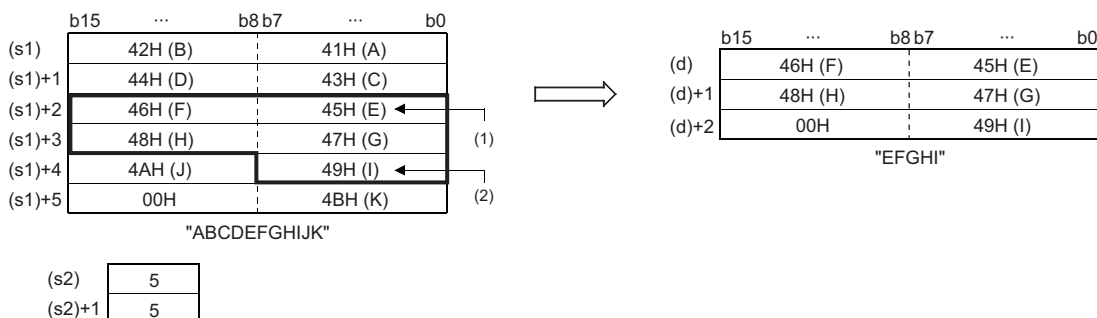 b15 ··· b8 b7 ··· b0
(s1) 42H (B) 41H (A)
(s1)+1 44H (D) 43H (C)
(s1)+2 46H (F) 45H (E)
(s1)+3 48H (H) 47H (G)
(1)
(s1)+4 4AH (J) 49H (I)
(s1)+5 00H 4BH (K)
(2)
"ABCDEFGHIJK"
(s2) 5
(s2)+1 5
b15 ··· b8 b7 ··· b0
(d) 46H (F) 45H (E)
(d)+1 48H (H) 47H (G)
(d)+2 00H 49H (I)
"EFGHI"